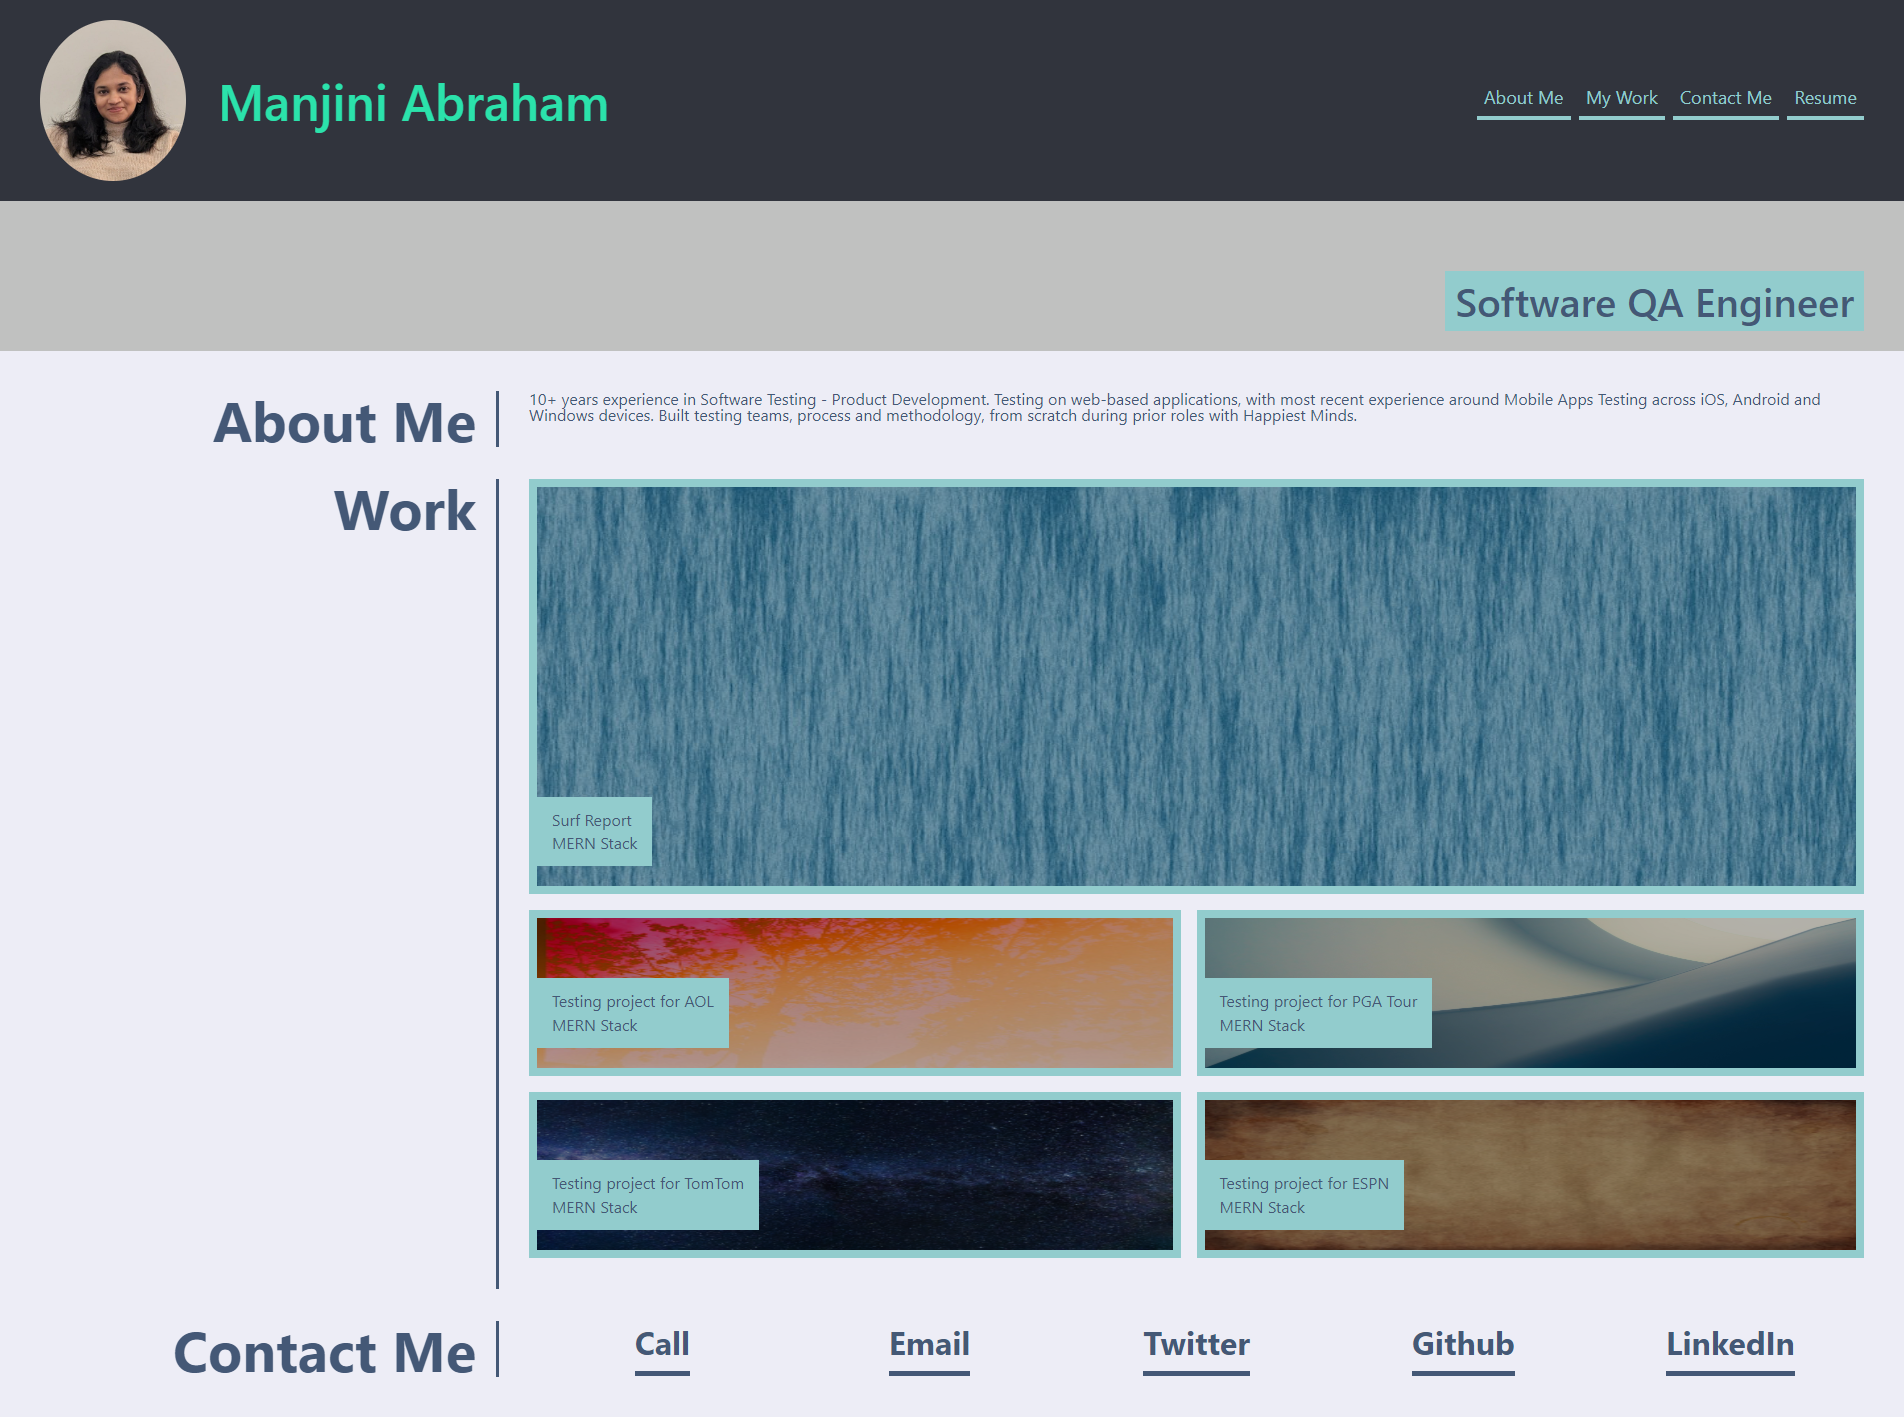 Manjini Abraham
About Me
My Work
Contact Me
Resume
Software QA Engineer
About Me
10+ years experience in Software Testing - Product Development. Testing on web-based applications, with most recent experience around Mobile Apps Testing across iOS, Android and
Windows devices. Built testing teams, process and methodology, from scratch during prior roles with Happiest Minds.
Work
Surf Report
MERN Stack
Testing project for AOL
MERN Stack
Testing project for PGA Tour
MERN Stack
Testing project for TomTom
MERN Stack
Testing project for ESPN
MERN Stack
Contact Me
Call
Email
Twitter
Github
LinkedIn